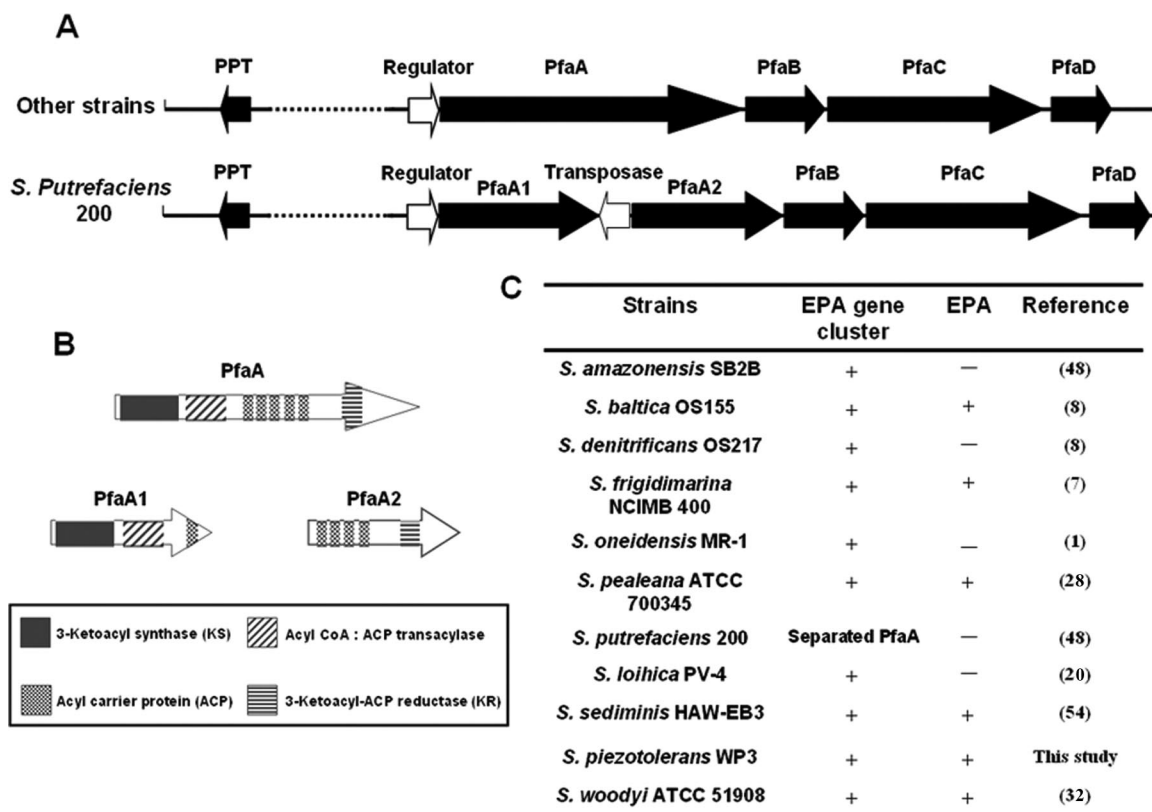 A
PPT Regulator PfaA PfaB PfaC PfaD
Other strains
PPT Regulator PfaA1 Transposase PfaA2 PfaB PfaC PfaD
S. Putrefaciens
200
B
PfaA
PfaA1 PfaA2
3-Ketoacyl synthase (KS) Acyl CoA : ACP transacylase
Acyl carrier protein (ACP) 3-Ketoacyl-ACP reductase (KR)
C
Strains EPA gene EPA Reference
cluster
S. amazonensis SB2B + — (48)
S. baltica OS155 + + (8)
S. denitrificans OS217 + — (8)
S. frigidimarina
NCIMB 400 + + (7)
S. oneidensis MR-1 + — (1)
S. pealeana ATCC + + (28)
700345
S. putrefaciens 200 Separated PfaA — (48)
S. loihica PV-4 + — (20)
S. sediminis HAW-EB3 + + (54)
S. piezotolerans WP3 + + This study
S. woodyi ATCC 51908 + + (32)